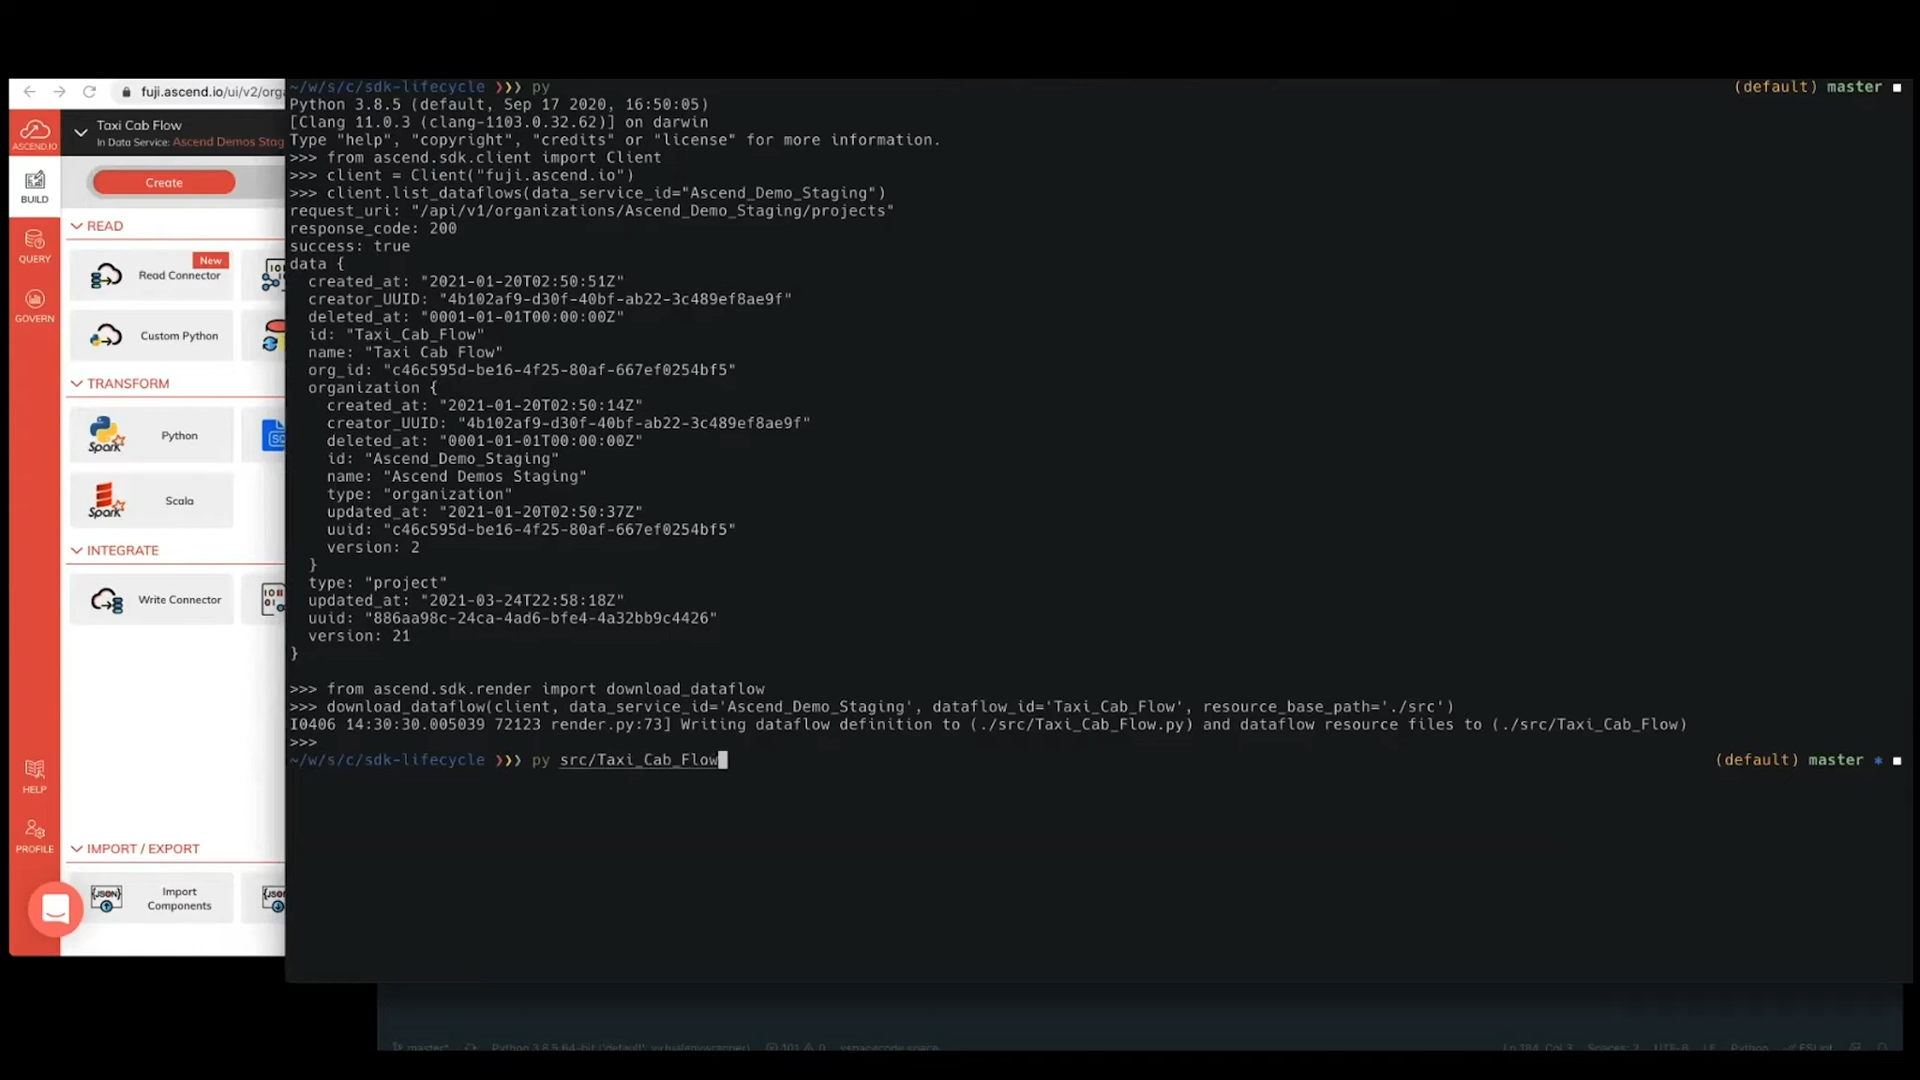 fuji.ascend.io/ui/v2/orga
ASCEND.IO
Taxi Cab Flow
In Data Service: Ascend Demos Stag
BUILD
QUERY
GOVERN
HELP
PROFILE
Create
READ
New
Read Connector
Custom Python
TRANSFORM
Spark
Python
Spark
Scala
INTEGRATE
Write Connector
IMPORT / EXPORT
{JSON}
Import
Components
~/w/s/c/sdk-lifecycle ❯❯❯ py
(default) master ■
Python 3.8.5 (default, Sep 17 2020, 16:50:05)
[Clang 11.0.3 (clang-1103.0.32.62)] on darwin
Type "help", "copyright", "credits" or "license" for more information.
>>> from ascend.sdk.client import Client
>>> client = Client("fuji.ascend.io")
>>> client.list_dataflows(data_service_id="Ascend_Demo_Staging")
request_uri: "/api/v1/organizations/Ascend_Demo_Staging/projects"
response_code: 200
success: true
data {
created_at: "2021-01-20T02:50:51Z"
creator_UUID: "4b102af9-d30f-40bf-ab22-3c489ef8ae9f"
deleted_at: "0001-01-01T00:00:00Z"
id: "Taxi_Cab_Flow"
name: "Taxi Cab Flow"
org_id: "c46c595d-be16-4f25-80af-667ef0254bf5"
organization {
created_at: "2021-01-20T02:50:14Z"
creator_UUID: "4b102af9-d30f-40bf-ab22-3c489ef8ae9f"
deleted_at: "0001-01-01T00:00:00Z"
id: "Ascend_Demo_Staging"
name: "Ascend Demos Staging"
type: "organization"
updated_at: "2021-01-20T02:50:37Z"
uuid: "c46c595d-be16-4f25-80af-667ef0254bf5"
version: 2
}
type: "project"
updated_at: "2021-03-24T22:58:18Z"
uuid: "886aa98c-24ca-4ad6-bfe4-4a32bb9c4426"
version: 21
}
>>> from ascend.sdk.render import download_dataflow
>>> download_dataflow(client, data_service_id='Ascend_Demo_Staging', dataflow_id='Taxi_Cab_Flow', resource_base_path='./src')
I0406 14:30:30.005039 72123 render.py:73] Writing dataflow definition to (./src/Taxi_Cab_Flow.py) and dataflow resource files to (./src/Taxi_Cab_Flow)
>>>
~/w/s/c/sdk-lifecycle ❯❯❯ py src/Taxi_Cab_Flow
(default) master * ■